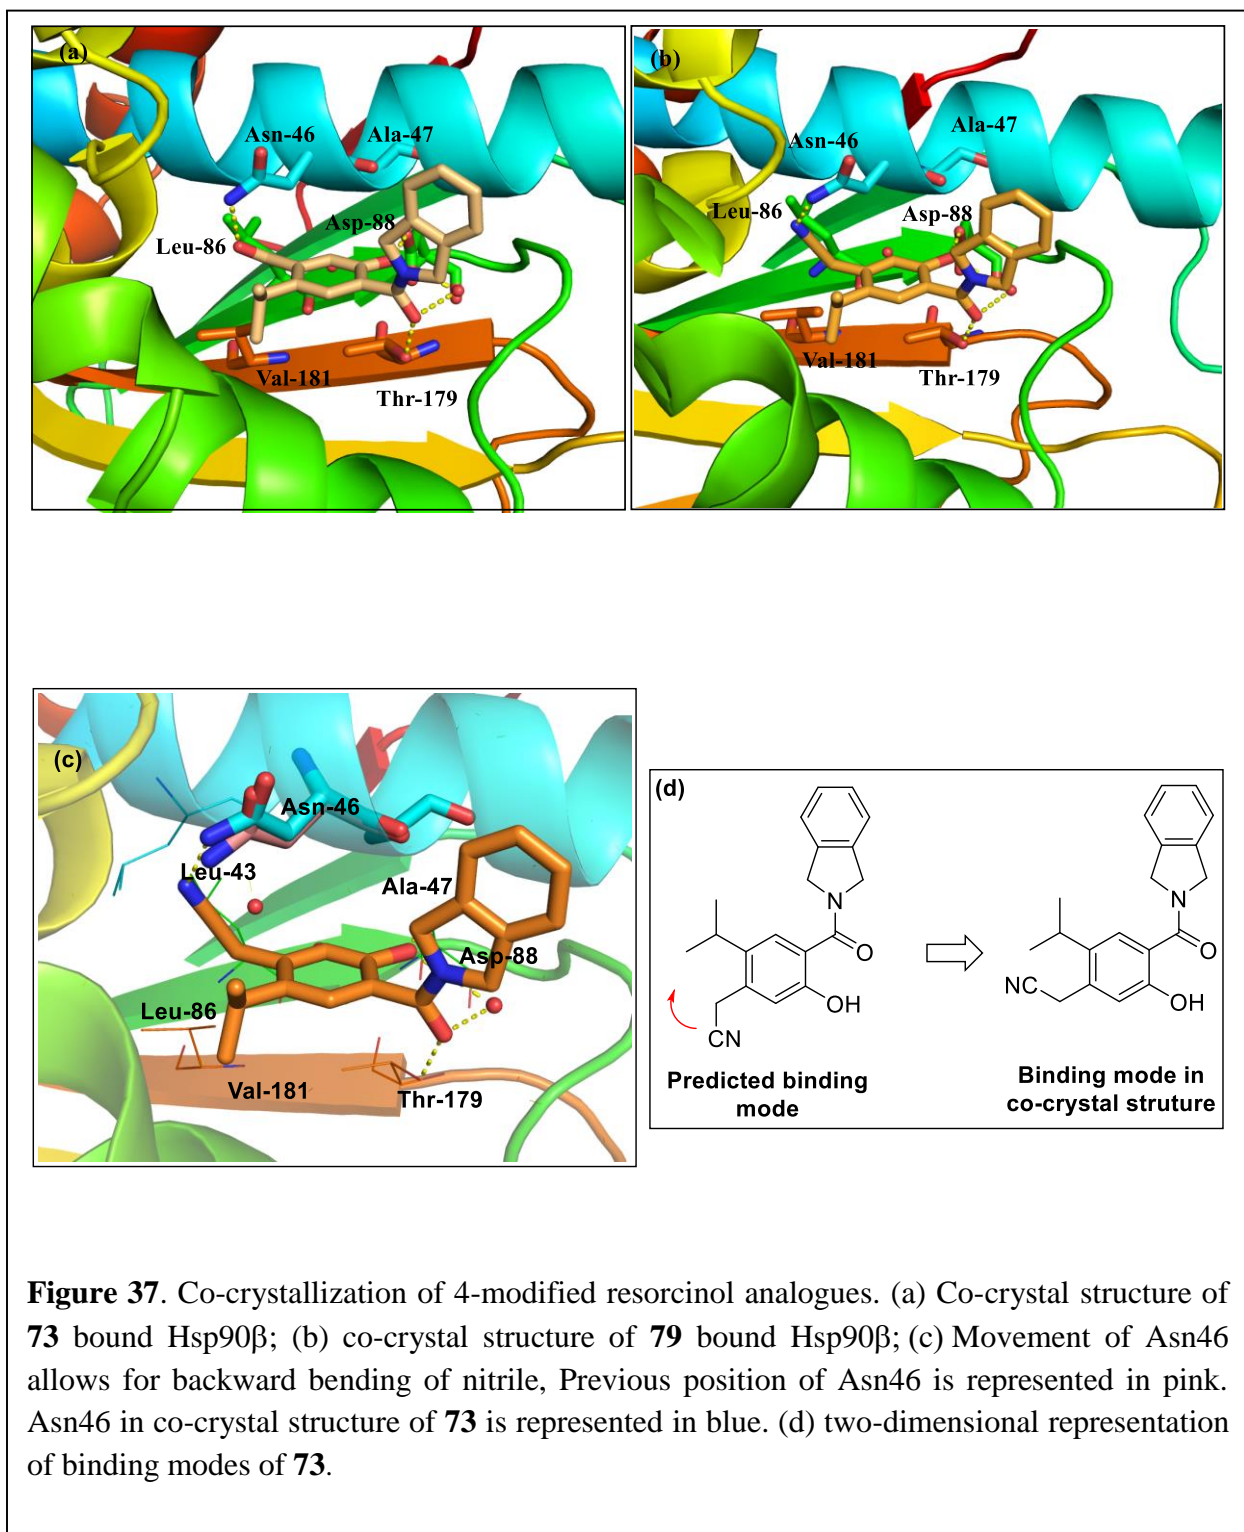 (a)
Asn-46
Ala-47
Asp-88
Leu-86
Val-181
Thr-179
(b)
Ala-47
Asn-46
Leu-86
Asp-88
Val-181
Thr-179
(c)
Asn-46
Leu-43
Ala-47
Asp-88
Leu-86
Val-181
Thr-179
(d)
N
O
OH
CN
Predicted binding
mode
N
O
NC
OH
Binding mode in
co-crystal struture
Figure 37. Co-crystallization of 4-modified resorcinol analogues. (a) Co-crystal structure of
73 bound Hsp90β; (b) co-crystal structure of 79 bound Hsp90β; (c) Movement of Asn46
allows for backward bending of nitrile, Previous position of Asn46 is represented in pink.
Asn46 in co-crystal structure of 73 is represented in blue. (d) two-dimensional representation
of binding modes of 73.